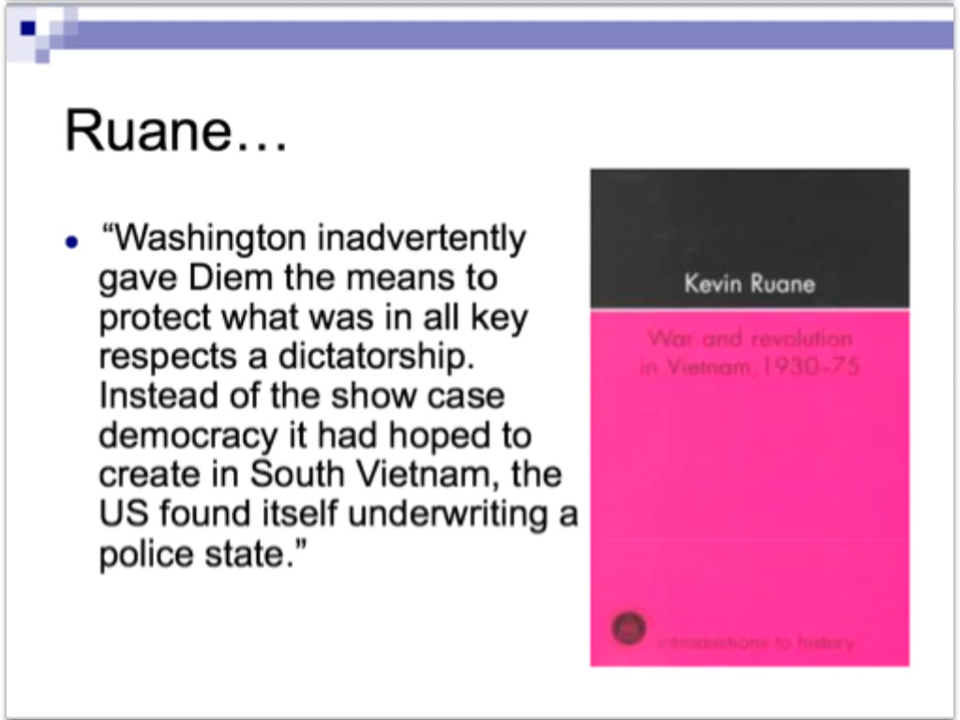 Ruane…
“Washington inadvertently
gave Diem the means to
protect what was in all key
respects a dictatorship.
Instead of the show case
democracy it had hoped to
create in South Vietnam, the
US found itself underwriting a
police state.”
Kevin Ruane
War and revolution
in Vietnam, 1930–75
introductions to history